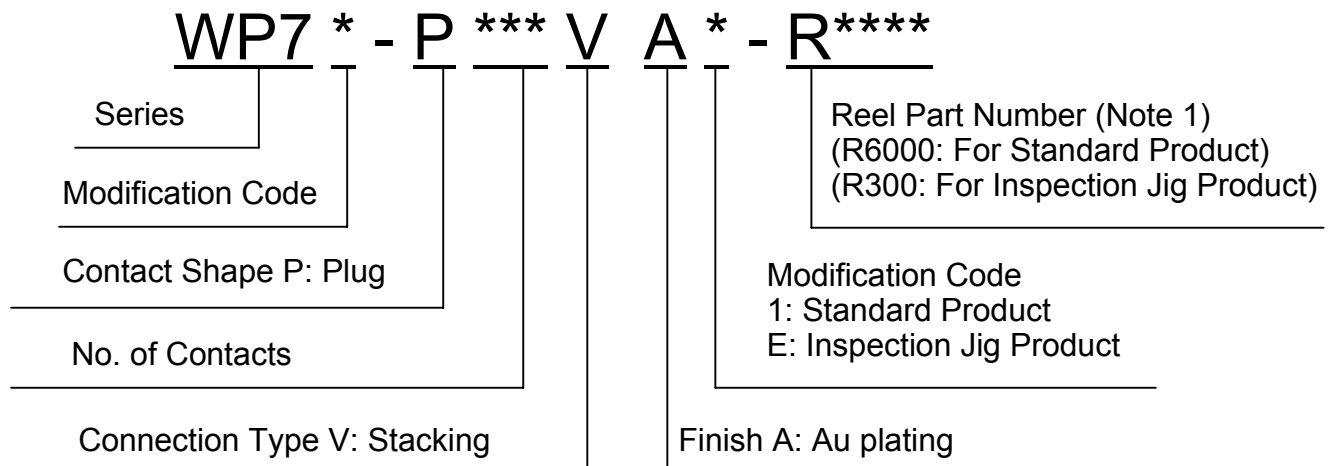 WP7 * - P *** V A * - R****
Series
Modification Code
Contact Shape P: Plug
No. of Contacts
Connection Type V: Stacking
Reel Part Number (Note 1)
(R6000: For Standard Product)
(R300: For Inspection Jig Product)
Modification Code
1: Standard Product
E: Inspection Jig Product
Finish A: Au plating